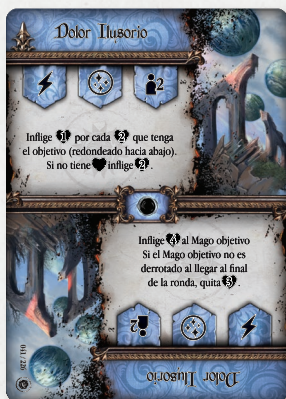 Dolor Ilusorio
2
Inflige 1 por cada 2 que tenga
el objetivo (redondeado hacia abajo).
Si no tiene inflige 2.
Inflige 4 al Mago objetivo
Si el Mago objetivo no es
derrotado al llegar al final
de la ronda, quita 3.
2
Dolor Ilusorio